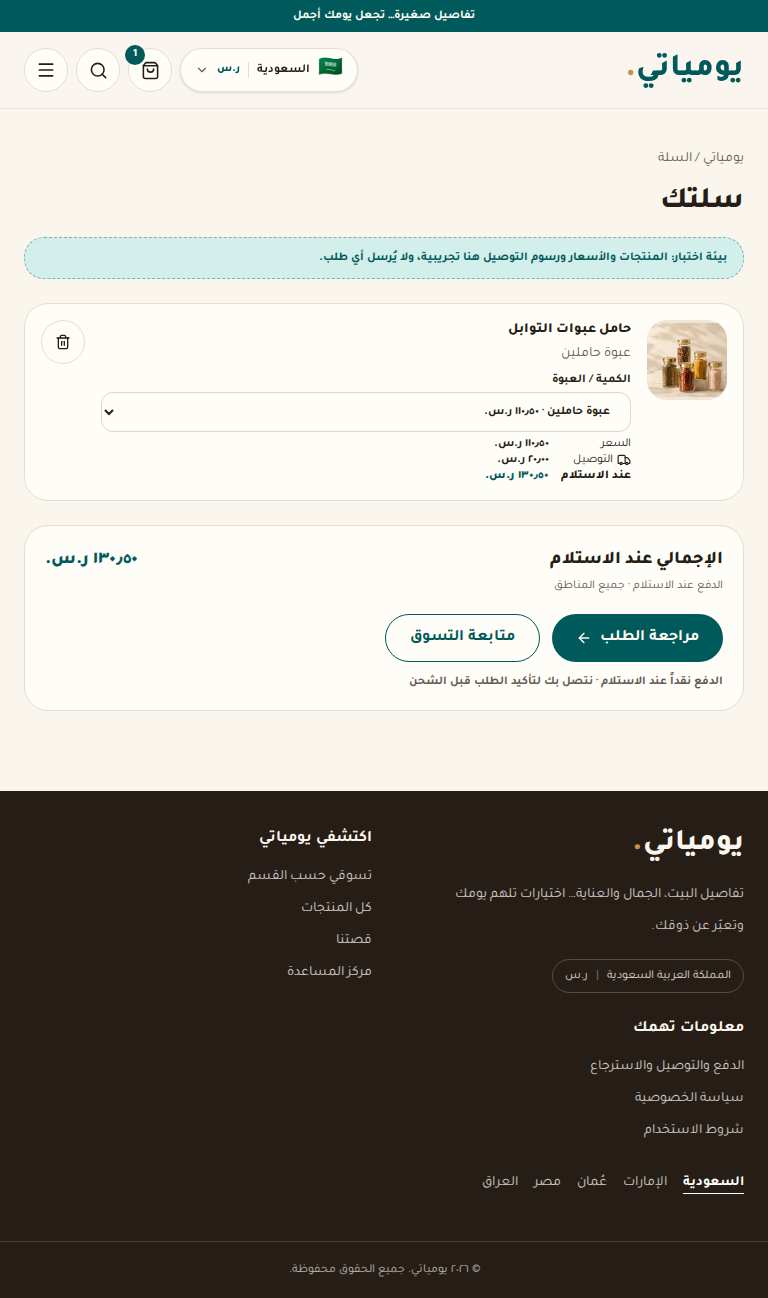 تفاصيل صغيرة… تجعل يومك أجمل
يومياتي.
السعودية ر.س
1
يومياتي / السلة
سلتك
بيئة اختبار: المنتجات والأسعار ورسوم التوصيل هنا تجريبية، ولا يُرسل أي طلب.
حامل عبوات التوابل
عبوة حاملين
الكمية / العبوة
عبوة حاملين · ١١٠٫٥٠ ر.س.
السعر ١١٠٫٥٠ ر.س.
التوصيل ٢٠٫٠٠ ر.س.
عند الاستلام ١٣٠٫٥٠ ر.س.
الإجمالي عند الاستلام ١٣٠٫٥٠ ر.س.
الدفع عند الاستلام · جميع المناطق
مراجعة الطلب
متابعة التسوق
الدفع نقداً عند الاستلام · نتصل بك لتأكيد الطلب قبل الشحن
يومياتي.
تفاصيل البيت، الجمال والعناية… اختيارات تلهم يومك
وتعبّر عن ذوقك.
المملكة العربية السعودية | ر.س
اكتشفي يومياتي
تسوقي حسب القسم
كل المنتجات
قصتنا
مركز المساعدة
معلومات تهمك
الدفع والتوصيل والاسترجاع
سياسة الخصوصية
شروط الاستخدام
السعودية الإمارات عُمان مصر العراق
© ٢٠٢٦ يومياتي. جميع الحقوق محفوظة.